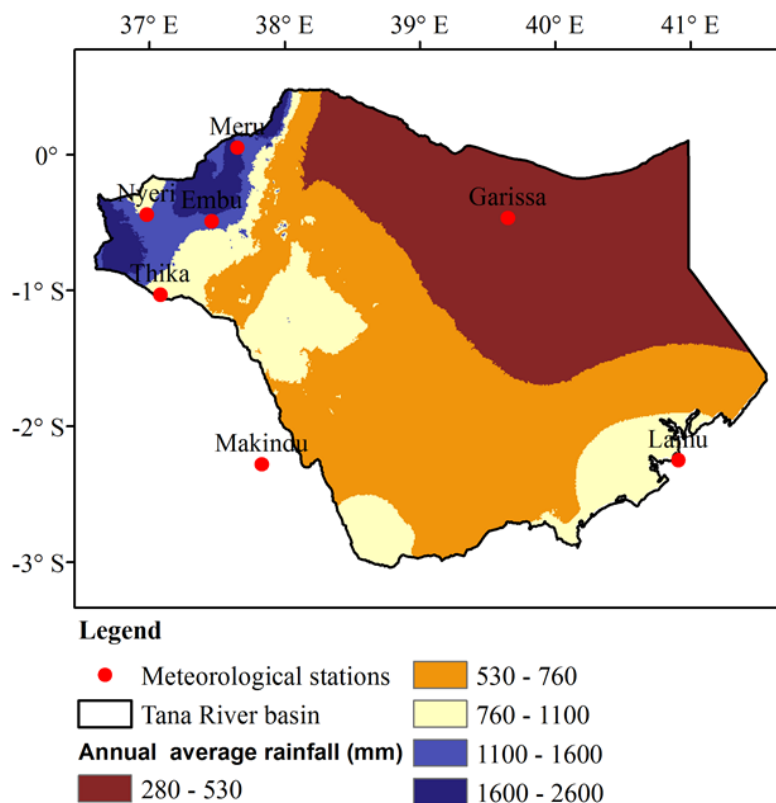 37° E 38° E 39° E 40° E 41° E
Meru
0°
Nyeri Embu Garissa
-1° S
Thika
-2° S
Makindu Lamu
-3° S
Legend
Meteorological stations
Tana River basin
Annual average rainfall (mm)
280 - 530
530 - 760
760 - 1100
1100 - 1600
1600 - 2600